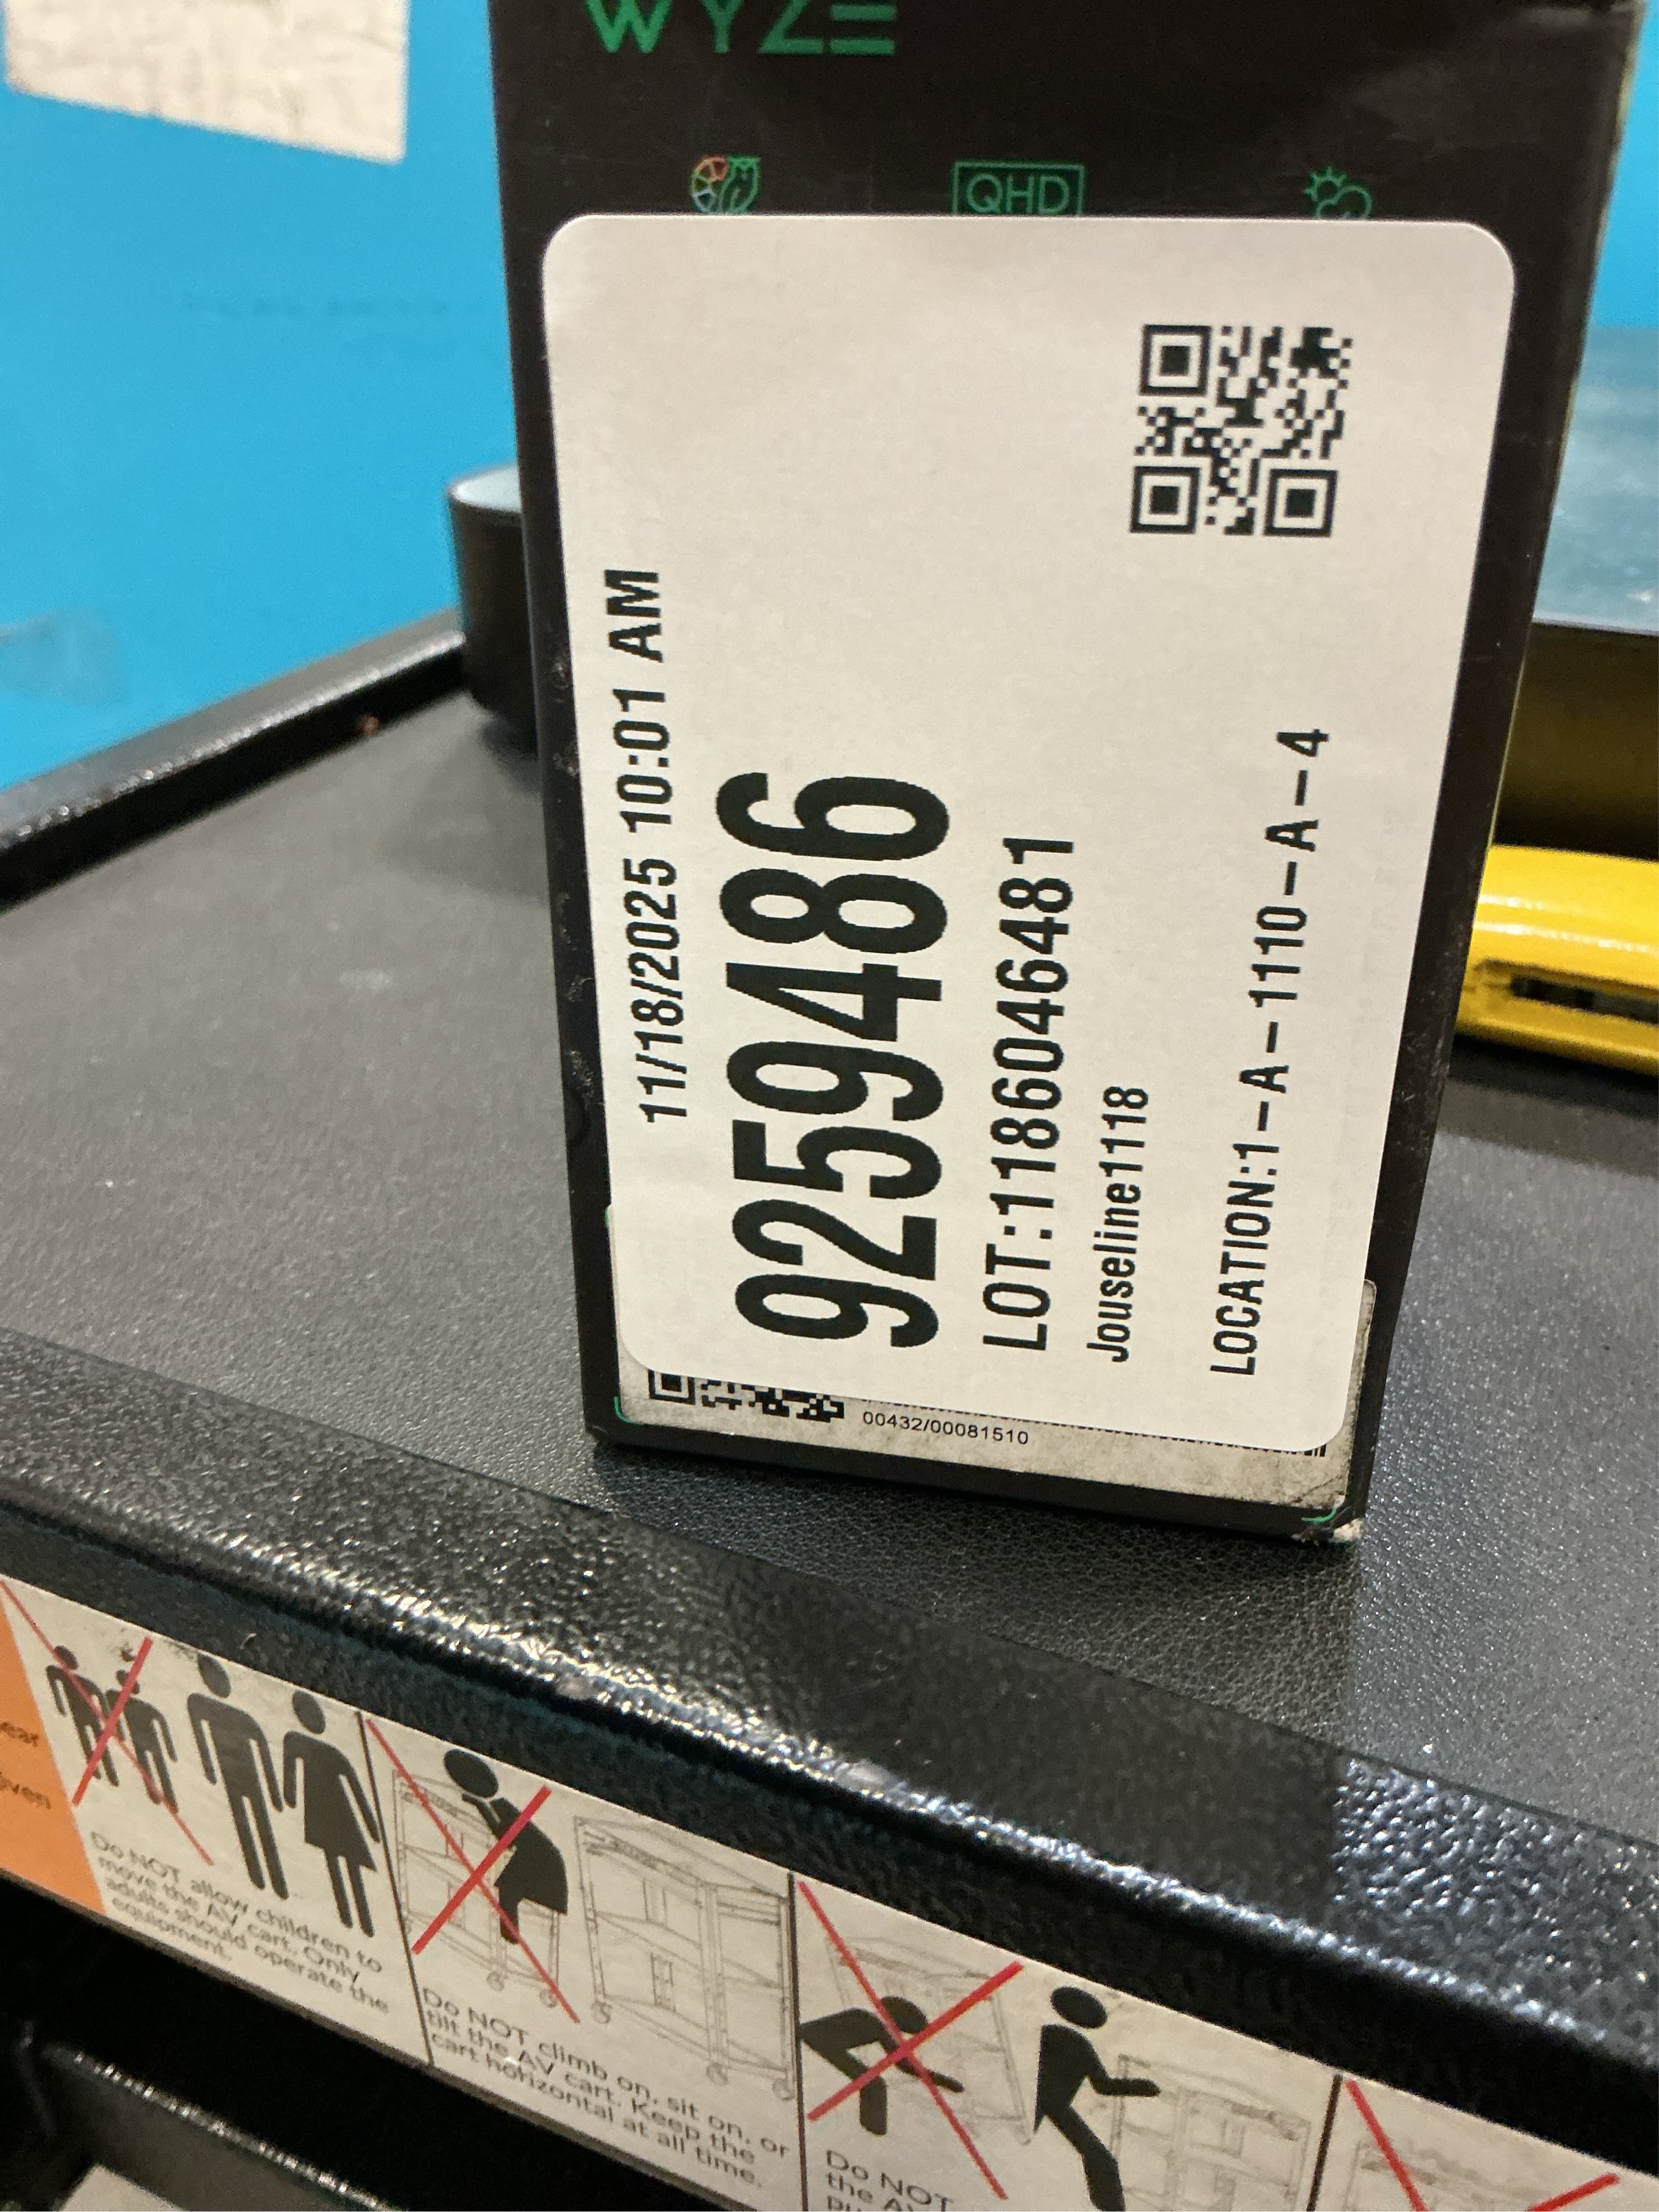 WYZE
QHD
11/18/2025 10:01 AM
9259486
LOT:1186046481
Jouseline1118
LOCATION:1-A-1110-A-4
00432/00081510
Do NOT allow children to
move the AV cart. Only
adults should operate the
equipment.
Do NOT climb on, sit on, or
tilt the AV cart. Keep the
cart horizontal at all time.
Do NOT
the AV